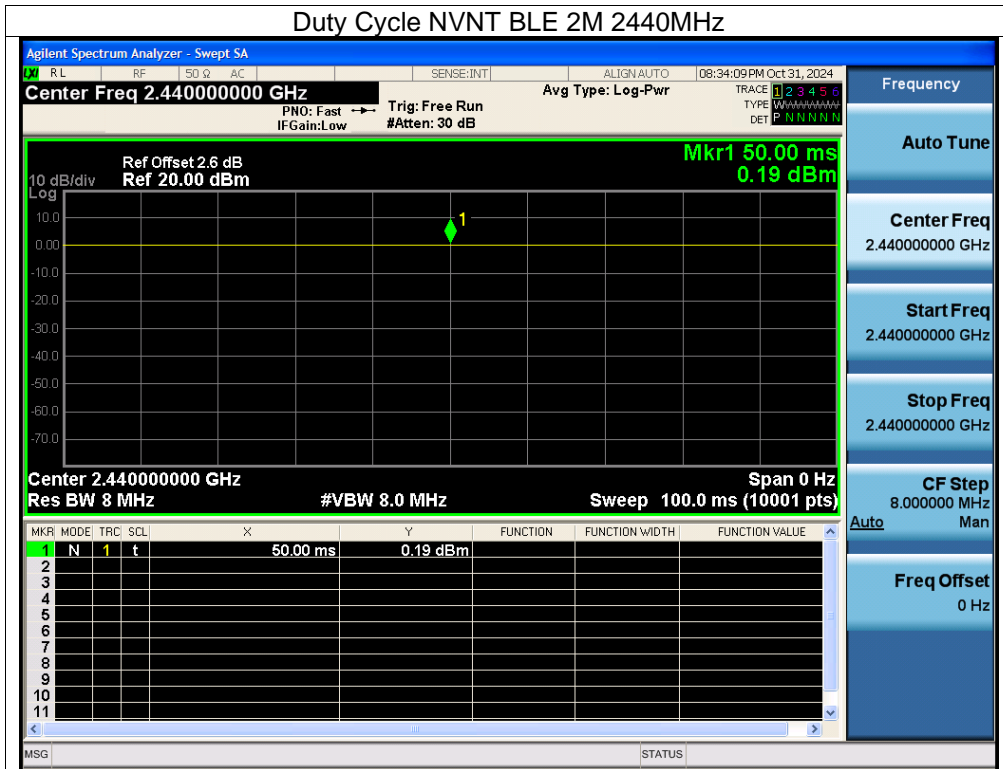 Duty Cycle NVNT BLE 2M 2440MHz
Agilent Spectrum Analyzer - Swept SA
LXI RL RF 50 Ω AC SENSE:INT ALIGN AUTO 08:34:09 PM Oct 31, 2024
Center Freq 2.440000000 GHz
PNO: Fast
IFGain:Low
Trig: Free Run
#Atten: 30 dB
Avg Type: Log-Pwr
TRACE 1 2 3 4 5 6
TYPE WWWWWW
DET P N N N N N
Ref Offset 2.6 dB
10 dB/div Ref 20.00 dBm
Log
Mkr1 50.00 ms
0.19 dBm
10.0
0.00
-10.0
-20.0
-30.0
-40.0
-50.0
-60.0
-70.0
1
Center 2.440000000 GHz Span 0 Hz
Res BW 8 MHz #VBW 8.0 MHz Sweep 100.0 ms (10001 pts)
MKR MODE TRC SCL X Y FUNCTION FUNCTION WIDTH FUNCTION VALUE
1 N 1 t 50.00 ms 0.19 dBm
2
3
4
5
6
7
8
9
10
11
MSG STATUS
Frequency
Auto Tune
Center Freq
2.440000000 GHz
Start Freq
2.440000000 GHz
Stop Freq
2.440000000 GHz
CF Step
8.000000 MHz
Auto Man
Freq Offset
0 Hz